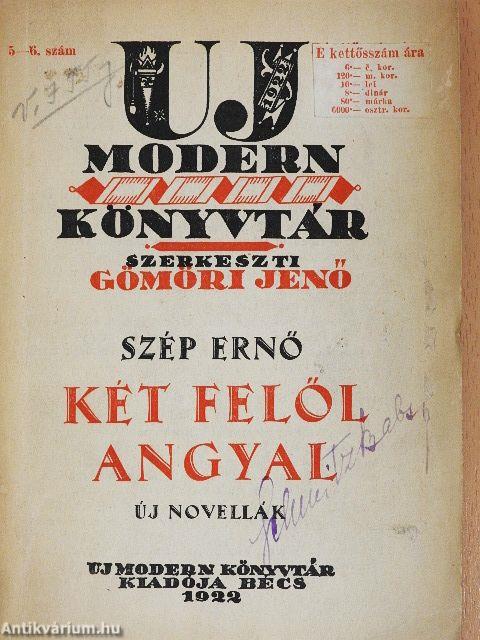 5—6. szám
E kettősszám ára
6·— č. kor.
120·— m. kor.
10·— lei
8·— dinár
80·— márka
6000·— osztr. kor.
UJ
1922
MODERN
KÖNYVTÁR
SZERKESZTI
GÖMÖRI JENŐ
SZÉP ERNŐ
KÉT FELŐL
ANGYAL
ÚJ NOVELLÁK
UJ MODERN KÖNYVTÁR
KIADÓJA BÉCS
1922
Antikvárium.hu